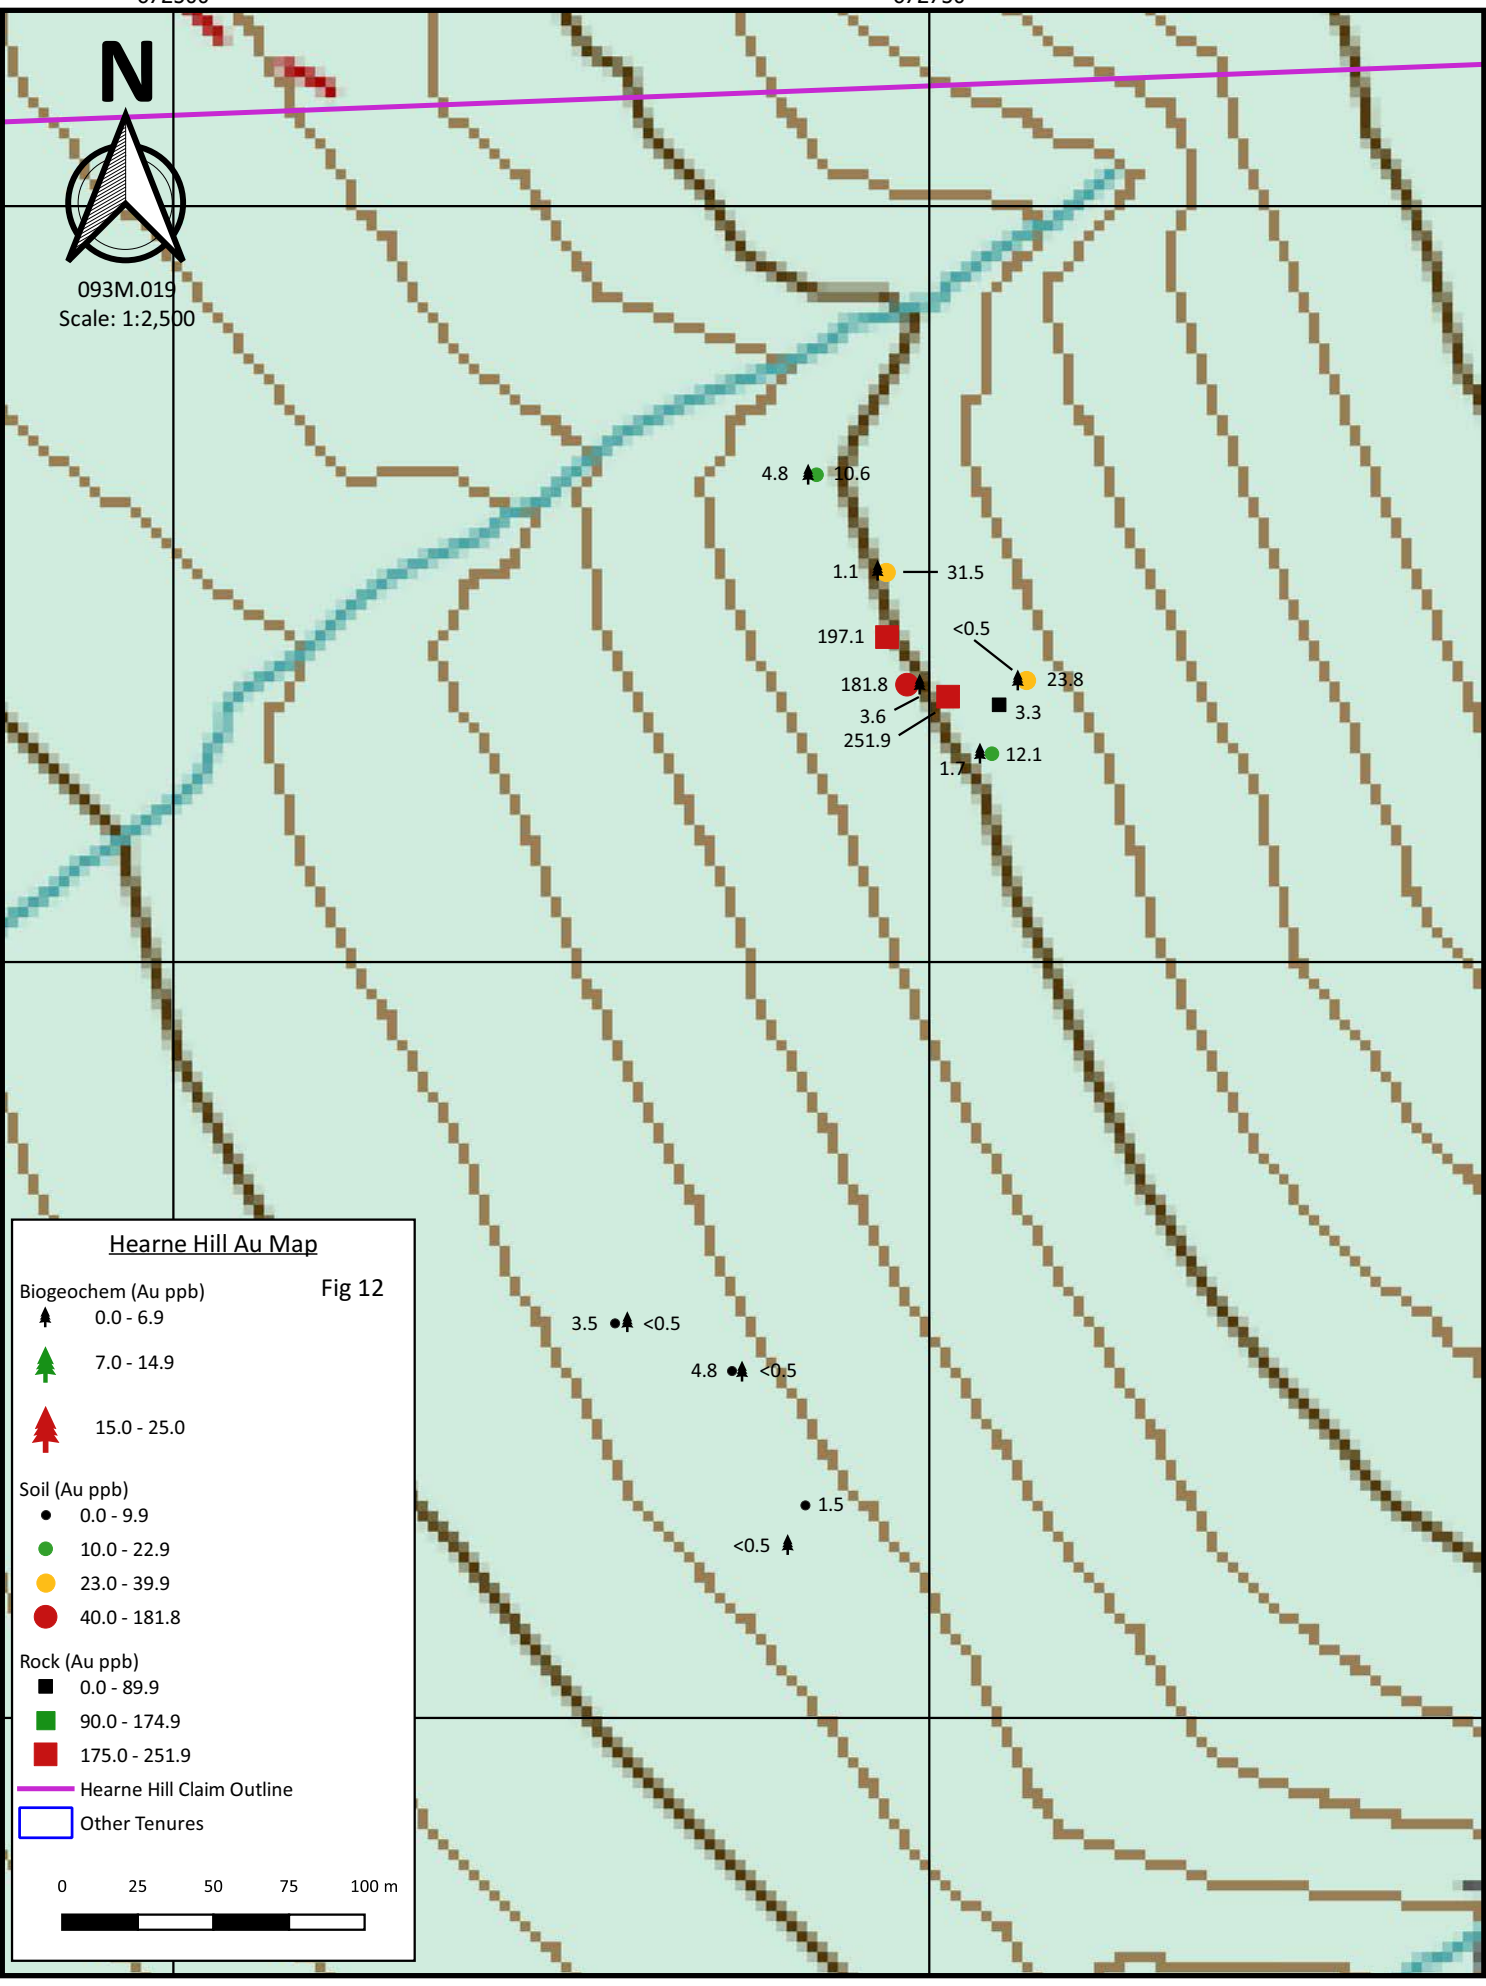 N
093M.019
Scale: 1:2,500
4.8 10.6
1.1 31.5
<0.5
197.1
23.8
181.8
3.6
3.3
251.9
12.1
1.7
Hearne Hill Au Map
Fig 12
Biogeochem (Au ppb)
0.0 - 6.9
7.0 - 14.9
15.0 - 25.0
Soil (Au ppb)
0.0 - 9.9
10.0 - 22.9
23.0 - 39.9
40.0 - 181.8
Rock (Au ppb)
0.0 - 89.9
90.0 - 174.9
175.0 - 251.9
Hearne Hill Claim Outline
Other Tenures
0 25 50 75 100 m
3.5 <0.5
4.8 <0.5
1.5
<0.5